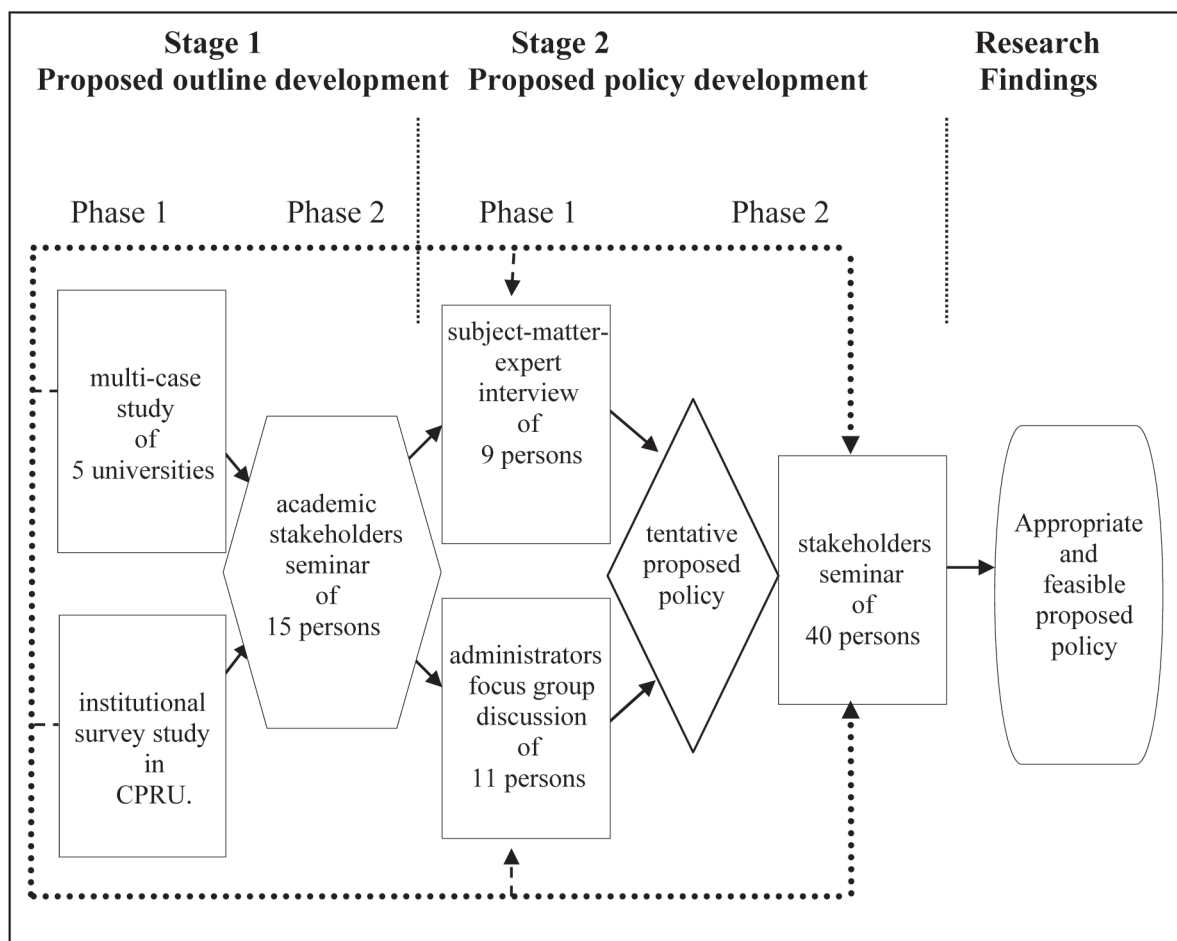 Stage 1
Proposed outline development
Stage 2
Proposed policy development
Research
Findings
Phase 1
Phase 2
Phase 1
Phase 2
multi-case
study
of
5 universities
institutional
survey study
in
CPRU.
academic
stakeholders
seminar
of
15 persons
subject-matter-
expert
interview
of
9 persons
administrators
focus group
discussion
of
11 persons
tentative
proposed
policy
stakeholders
seminar
of
40 persons
Appropriate
and
feasible
proposed
policy